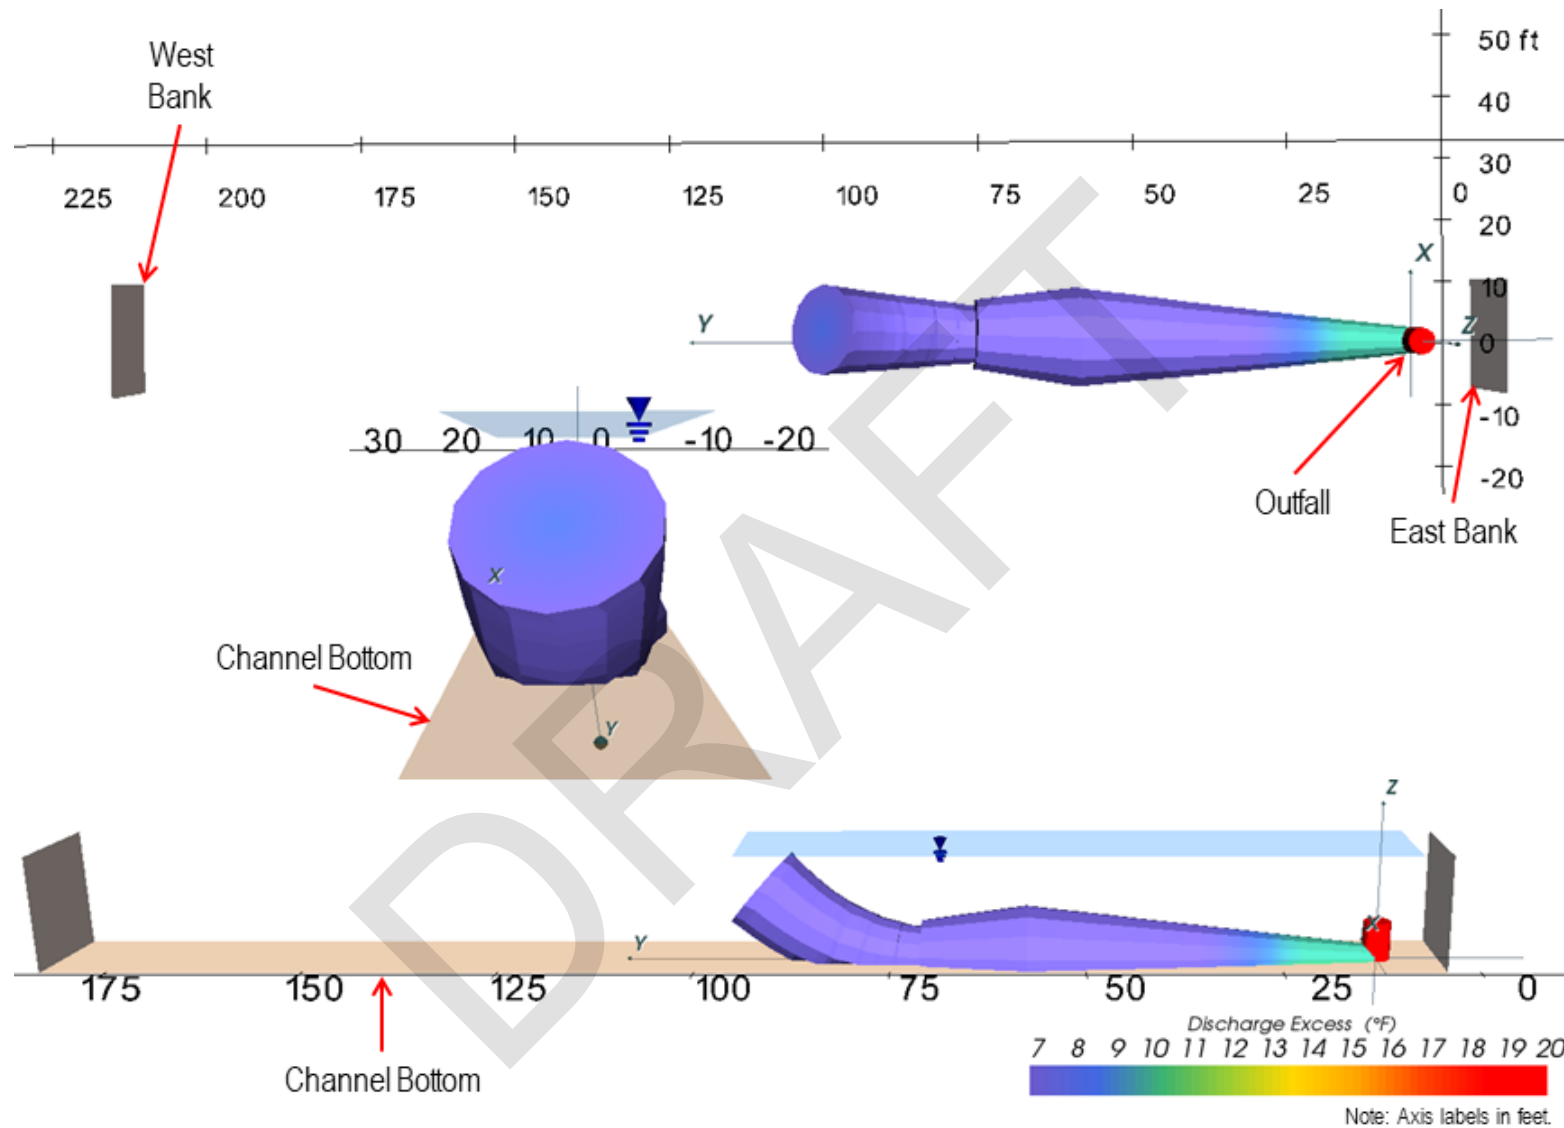 West
Bank
50 ft
40
30
225 200 175 150 125 100 75 50 25 0
20
X
10
Y
Z
0
-10
30 20 10 0 -10 -20
-20
Outfall
East Bank
X
Channel Bottom
Y
DRAFT
Z
X
Y
175 150 125 100 75 50 25 0
Discharge Excess (°F)
7 8 9 10 11 12 13 14 15 16 17 18 19 20
Channel Bottom
Note: Axis labels in feet.